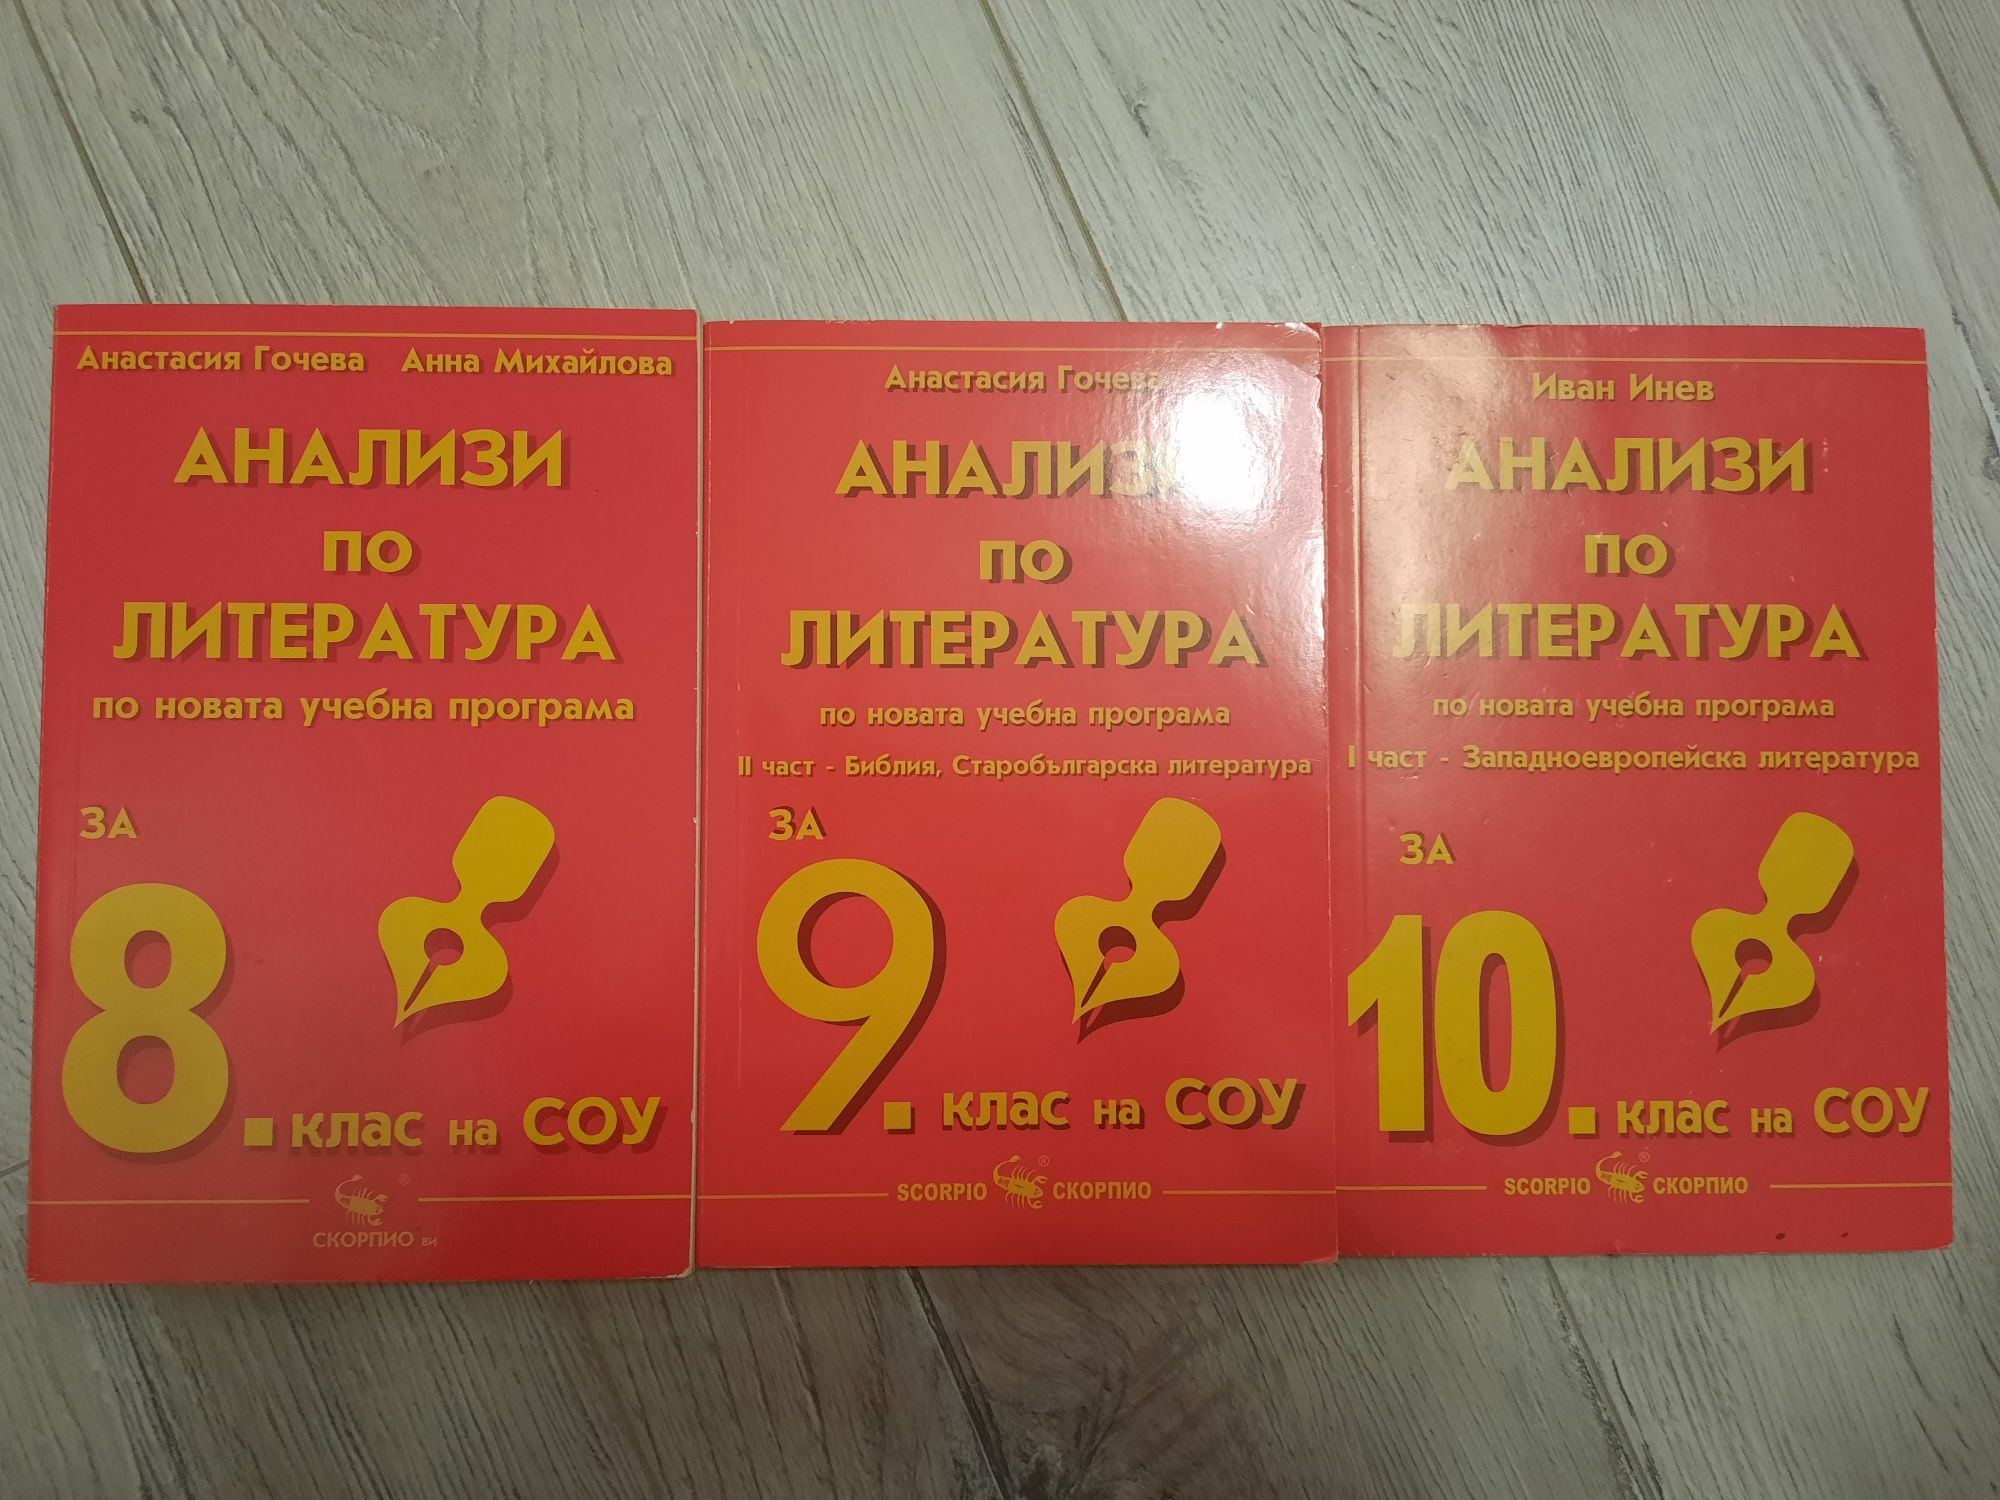 Анастасия Гочева Анна Михайлова
АНАЛИЗИ
ПО
ЛИТЕРАТУРА
по новата учебна програма
ЗА
8. клас на СОУ
СКОРПИО ВИ
Анастасия Гочева
АНАЛИЗИ
ПО
ЛИТЕРАТУРА
по новата учебна програма
II част - Библия, Старобългарска литература
ЗА
9. клас на СОУ
SCORPIO ® СКОРПИО
Иван Инев
АНАЛИЗИ
ПО
ЛИТЕРАТУРА
по новата учебна програма
I част - Западноевропейска литература
ЗА
10. клас на СОУ
SCORPIO ® СКОРПИО